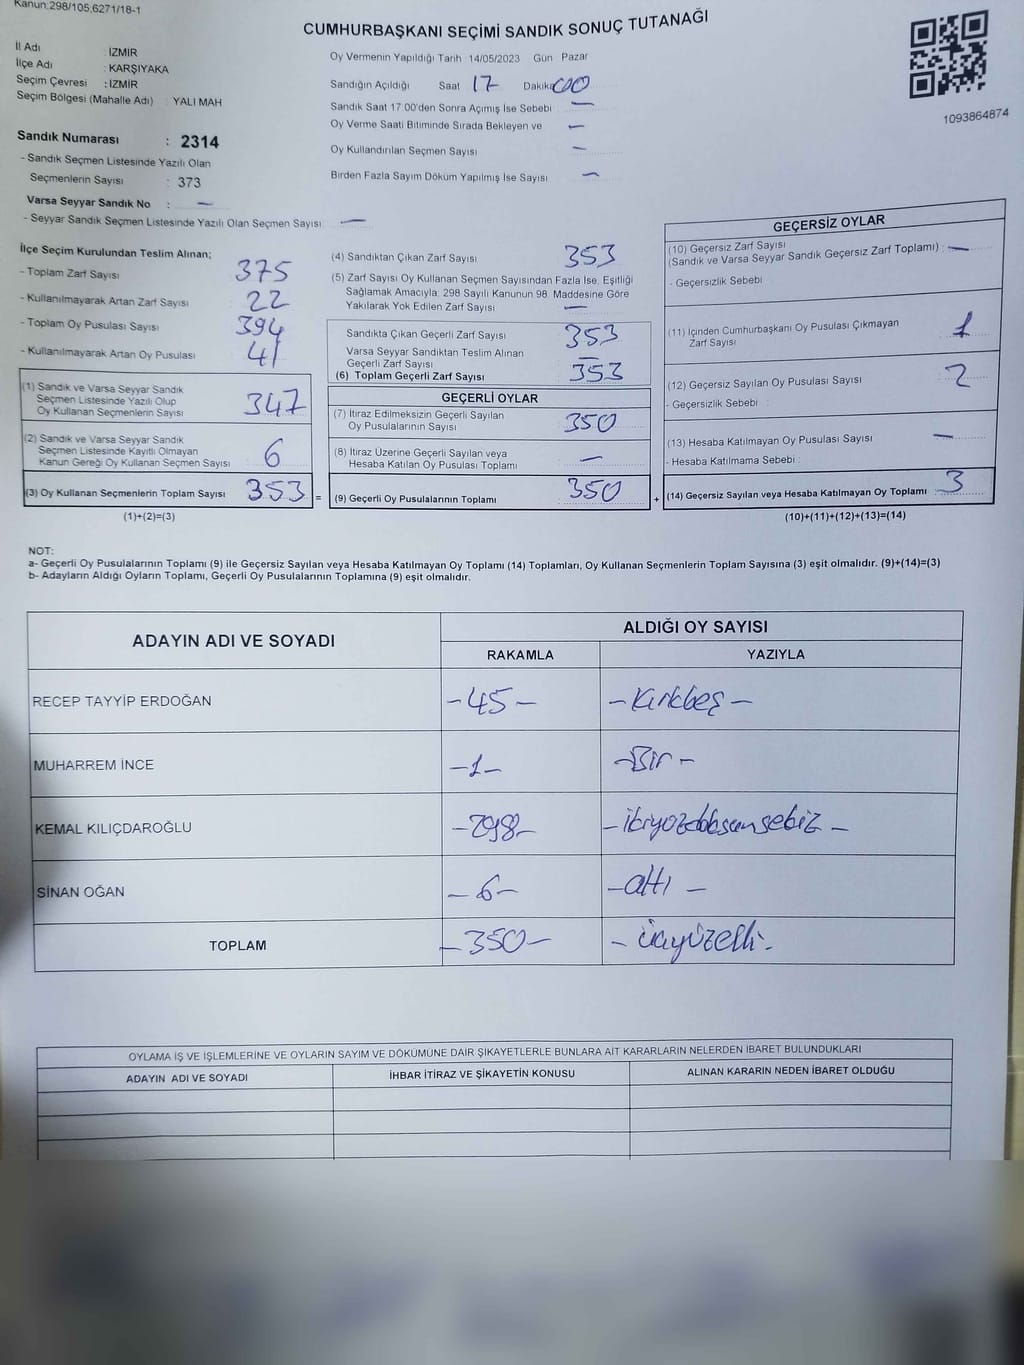 Kanun:298/105,6271/18-1
CUMHURBAŞKANI SEÇİMİ SANDIK SONUÇ TUTANAĞI
İl Adı : İZMİR
İlçe Adı : KARŞIYAKA
Seçim Çevresi : İZMİR
Seçim Bölgesi (Mahalle Adı) YALI MAH
Sandık Numarası : 2314
- Sandık Seçmen Listesinde Yazılı Olan
Seçmenlerin Sayısı : 373
Varsa Seyyar Sandık No : —
- Seyyar Sandık Seçmen Listesinde Yazılı Olan Seçmen Sayısı: —
Oy Vermenin Yapıldığı Tarih 14/05/2023 Gün Pazar
Sandığın Açıldığı Saat 17 Dakika 00
Sandık Saat 17:00'den Sonra Açımış İse Sebebi —
Oy Verme Saati Bitiminde Sırada Bekleyen ve —
Oy Kullandırılan Seçmen Sayısı —
Birden Fazla Sayım Döküm Yapılmış İse Sayısı —
1093864874
İlçe Seçim Kurulundan Teslim Alınan;
- Toplam Zarf Sayısı 375
- Kullanılmayarak Artan Zarf Sayısı 22
- Toplam Oy Pusulası Sayısı 394
- Kullanılmayarak Artan Oy Pusulası 41
(1) Sandık ve Varsa Seyyar Sandık
Seçmen Listesinde Yazılı Olup
Oy Kullanan Seçmenlerin Sayısı 347
(2) Sandık ve Varsa Seyyar Sandık
Seçmen Listesinde Kayıtlı Olmayan
Kanun Gereği Oy Kullanan Seçmen Sayısı 6
(3) Oy Kullanan Seçmenlerin Toplam Sayısı 353 =
(1)+(2)=(3)
(4) Sandıktan Çıkan Zarf Sayısı 353
(5) Zarf Sayısı Oy Kullanan Seçmen Sayısından Fazla İse, Eşitliği
Sağlamak Amacıyla; 298 Sayılı Kanunun 98. Maddesine Göre
Yakılarak Yok Edilen Zarf Sayısı —
Sandıkta Çıkan Geçerli Zarf Sayısı 353
Varsa Seyyar Sandıktan Teslim Alınan
Geçerli Zarf Sayısı —
(6) Toplam Geçerli Zarf Sayısı 353
GEÇERLİ OYLAR
(7) İtiraz Edilmeksizin Geçerli Sayılan
Oy Pusulalarının Sayısı 350
(8) İtiraz Üzerine Geçerli Sayılan veya
Hesaba Katılan Oy Pusulası Toplamı —
(9) Geçerli Oy Pusulalarının Toplamı 350 +
GEÇERSİZ OYLAR
(10) Geçersiz Zarf Sayısı
(Sandık ve Varsa Seyyar Sandık Geçersiz Zarf Toplamı) : —
- Geçersizlik Sebebi
(11) İçinden Cumhurbaşkanı Oy Pusulası Çıkmayan
Zarf Sayısı 1
(12) Geçersiz Sayılan Oy Pusulası Sayısı 2
- Geçersizlik Sebebi :
(13) Hesaba Katılmayan Oy Pusulası Sayısı —
- Hesaba Katılmama Sebebi :
(14) Geçersiz Sayılan veya Hesaba Katılmayan Oy Toplamı : 3
(10)+(11)+(12)+(13)=(14)
NOT:
a- Geçerli Oy Pusulalarının Toplamı (9) ile Geçersiz Sayılan veya Hesaba Katılmayan Oy Toplamı (14) Toplamları, Oy Kullanan Seçmenlerin Toplam Sayısına (3) eşit olmalıdır. (9)+(14)=(3)
b- Adayların Aldığı Oyların Toplamı, Geçerli Oy Pusulalarının Toplamına (9) eşit olmalıdır.
ADAYIN ADI VE SOYADI ALDIĞI OY SAYISI
RAKAMLA YAZIYLA
RECEP TAYYİP ERDOĞAN -45- -Kırkbeş-
MUHARREM İNCE -1- -Bir-
KEMAL KILIÇDAROĞLU -298- -ikiyüzdoksansekiz-
SİNAN OĞAN -6- -altı-
TOPLAM -350- -üçyüzelli-
OYLAMA İŞ VE İŞLEMLERİNE VE OYLARIN SAYIM VE DÖKÜMÜNE DAİR ŞİKAYETLERLE BUNLARA AİT KARARLARIN NELERDEN İBARET BULUNDUKLARI
ADAYIN ADI VE SOYADI İHBAR İTİRAZ VE ŞİKAYETİN KONUSU ALINAN KARARIN NEDEN İBARET OLDUĞU